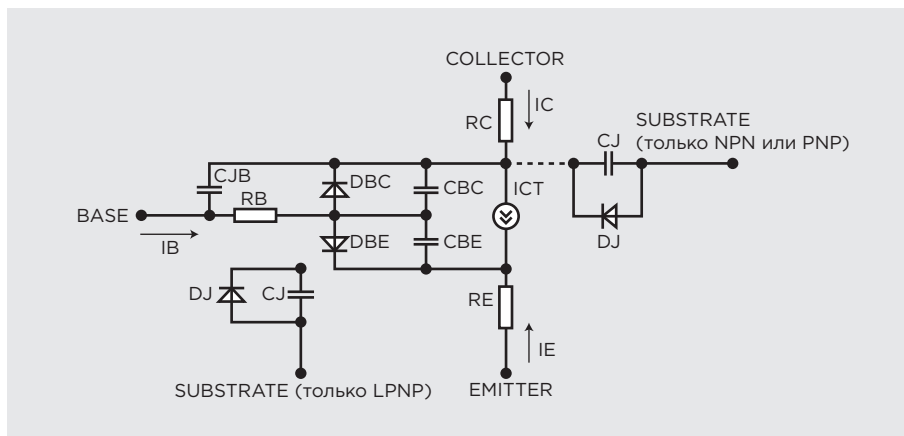 COLLECTOR
IC
RC
SUBSTRATE
(только NPN или PNP)
CJ
CJB
DBC
CBC
ICT
RB
BASE
IB
DBE
CBE
DJ
DJ
CJ
RE
IE
SUBSTRATE (только LPNP)
EMITTER